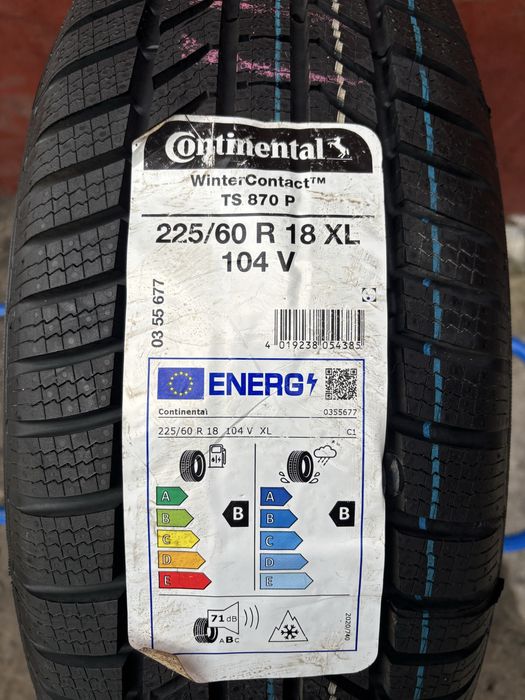 Continental
WinterContact™
TS 870 P
225/60 R 18 XL
104 V
03 55 677
4 019238 054385
ENERG
Continental
0355677
225/60 R 18 104 V XL
C1
A
B
C
D
E
B
A
B
C
D
E
B
71 dB
ABC
2020/740